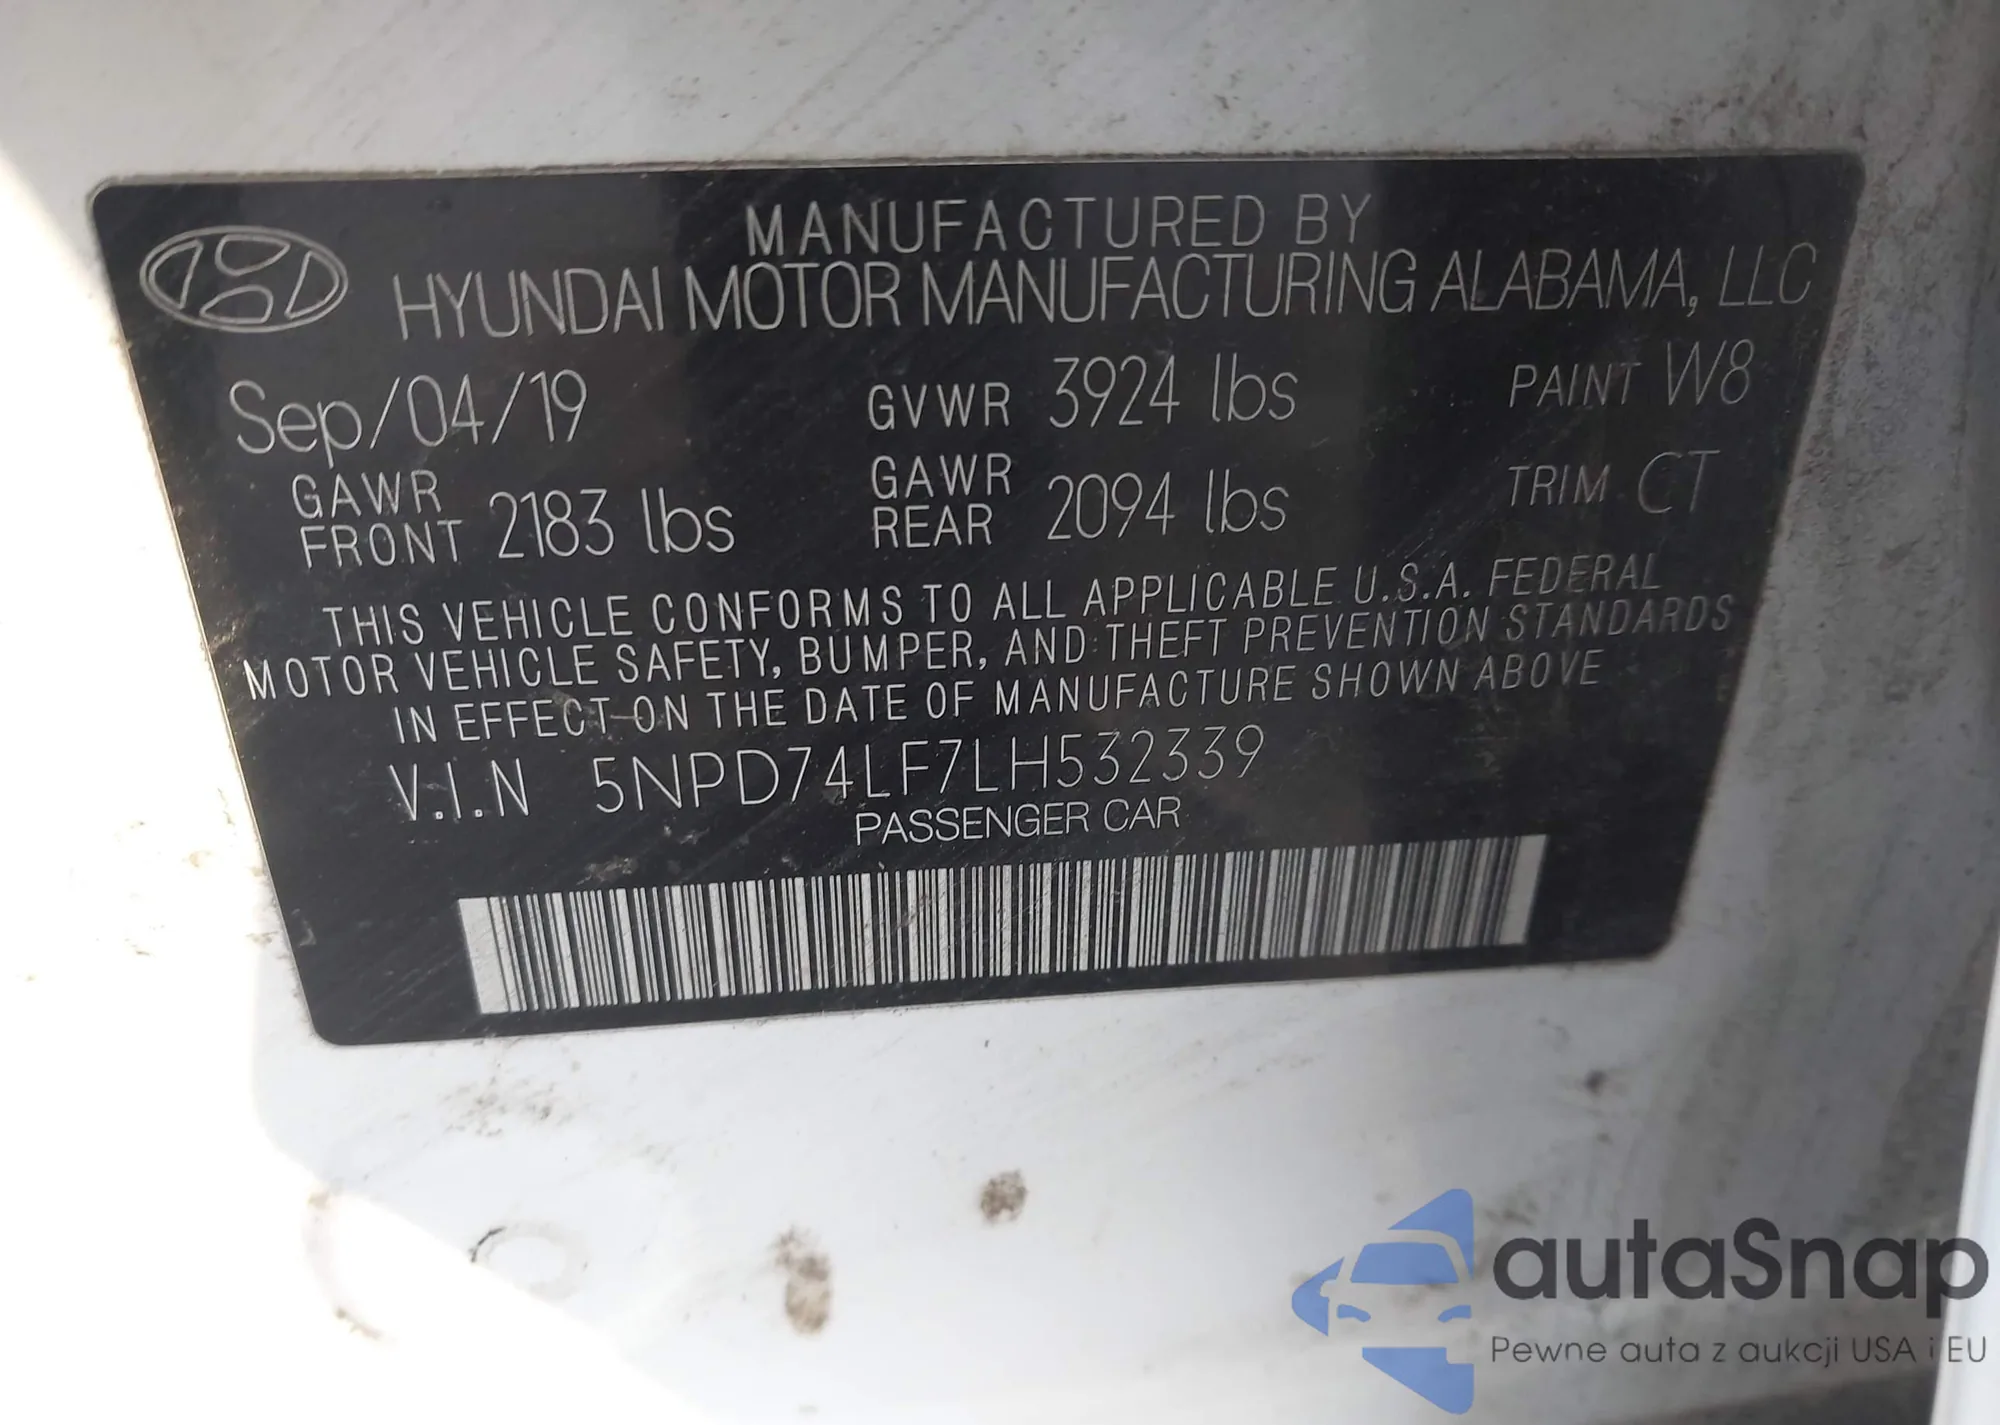 MANUFACTURED BY
HYUNDAI MOTOR MANUFACTURING ALABAMA, LLC
Sep/04/19 GVWR 3924 lbs PAINT W8
GAWR FRONT 2183 lbs GAWR REAR 2094 lbs TRIM CT
THIS VEHICLE CONFORMS TO ALL APPLICABLE U.S.A. FEDERAL
MOTOR VEHICLE SAFETY, BUMPER, AND THEFT PREVENTION STANDARDS
IN EFFECT ON THE DATE OF MANUFACTURE SHOWN ABOVE
V.I.N 5NPD74LF7LH532339
PASSENGER CAR
autaSnap
Pewne auta z aukcji USA i EU